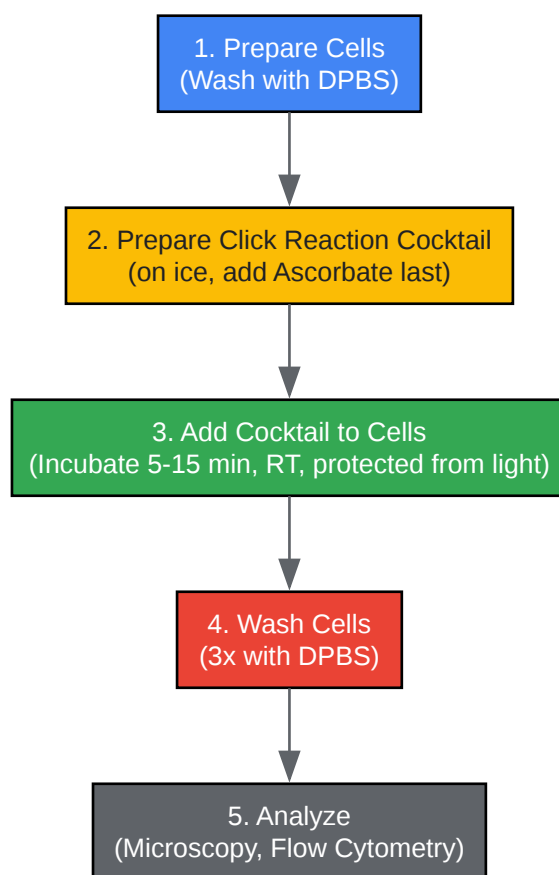 1. Prepare Cells
(Wash with DPBS)
2. Prepare Click Reaction Cocktail
(on ice, add Ascorbate last)
3. Add Cocktail to Cells
(Incubate 5-15 min, RT, protected from light)
4. Wash Cells
(3x with DPBS)
5. Analyze
(Microscopy, Flow Cytometry)